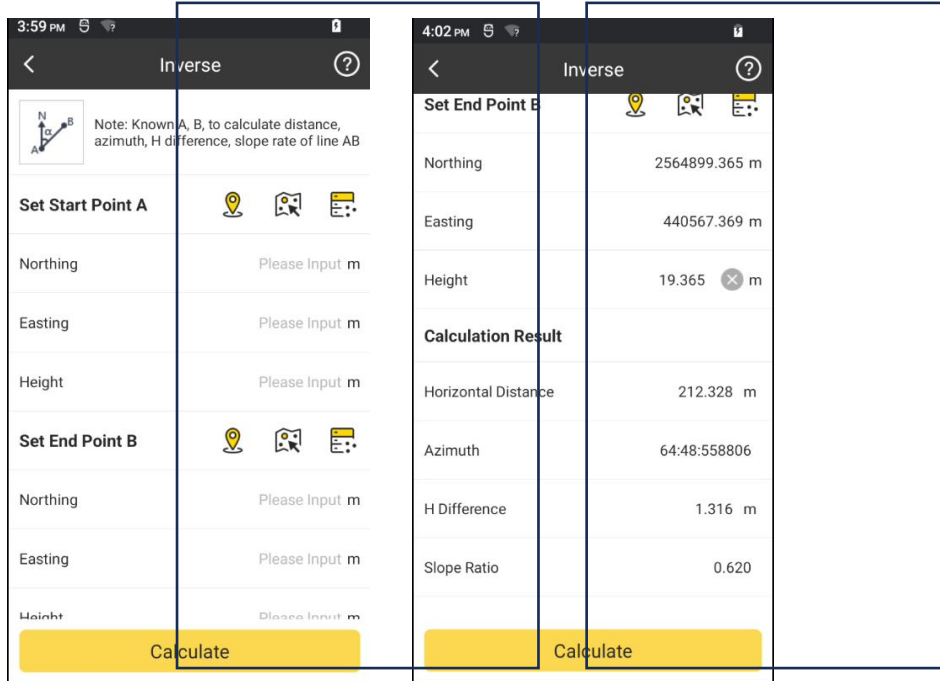 3:59 PM
Inverse
N
B
α
A
Note: Known A, B, to calculate distance,
azimuth, H difference, slope rate of line AB
Set Start Point A
Northing Please Input m
Easting Please Input m
Height Please Input m
Set End Point B
Northing Please Input m
Easting Please Input m
Height Please Input m
Calculate
4:02 PM
Inverse
Set End Point B
Northing 2564899.365 m
Easting 440567.369 m
Height 19.365 m
Calculation Result
Horizontal Distance 212.328 m
Azimuth 64:48:558806
H Difference 1.316 m
Slope Ratio 0.620
Calculate